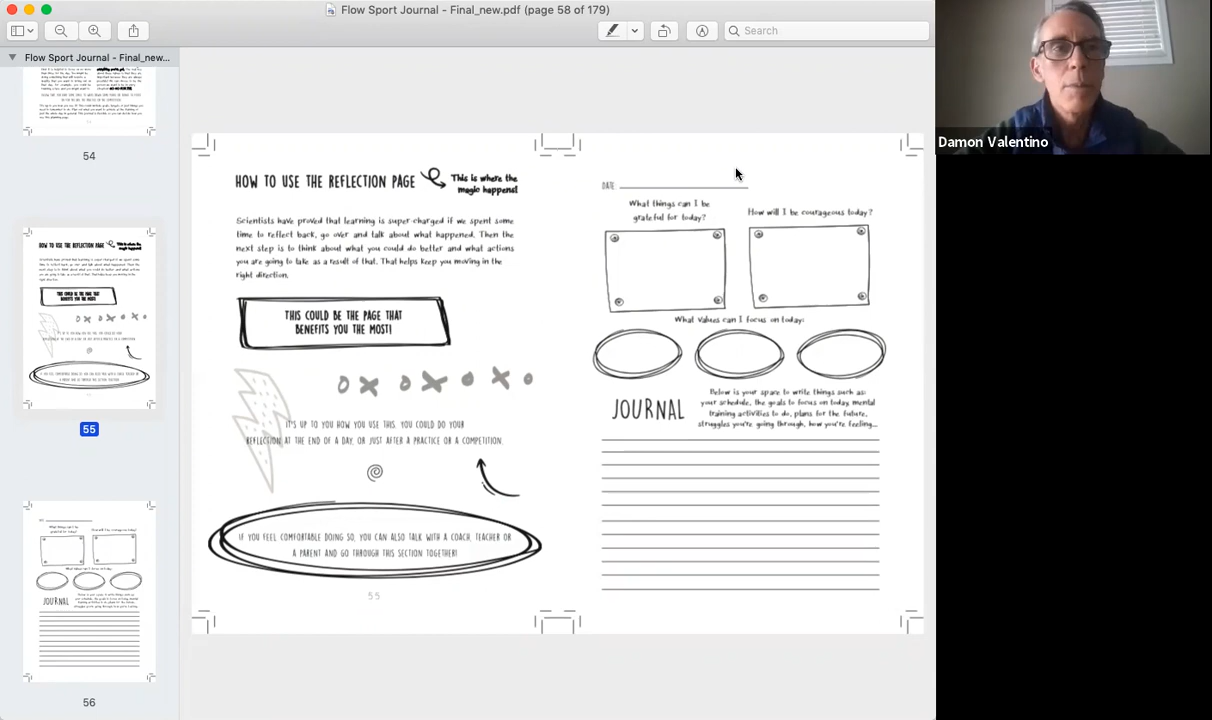 Flow Sport Journal - Final_new.pdf (page 58 of 179)
Search
Flow Sport Journal - Final_new...
54
55
56
HOW TO USE THE REFLECTION PAGE
This is where the
magic happens!
Scientists have proved that learning is super-charged if we spent some
time to reflect back, go over and talk about what happened. Then the
next step is to think about what you could do better and what actions
you are going to take as a result of that. That helps keep you moving in the
right direction.
THIS COULD BE THE PAGE THAT
BENEFITS YOU THE MOST!
IT'S UP TO YOU HOW YOU USE THIS. YOU COULD DO YOUR
REFLECTION AT THE END OF A DAY, OR JUST AFTER A PRACTICE OR A COMPETITION.
IF YOU FEEL COMFORTABLE DOING SO, YOU CAN ALSO TALK WITH A COACH, TEACHER OR
A PARENT AND GO THROUGH THIS SECTION TOGETHER!
55
DATE
What things can I be
grateful for today?
How will I be courageous today?
What Values can I focus on today:
JOURNAL
Below is your space to write things such as:
your schedule, the goals to focus on today, mental
training activities to do, plans for the future,
struggles you're going through, how you're feeling...
Damon Valentino